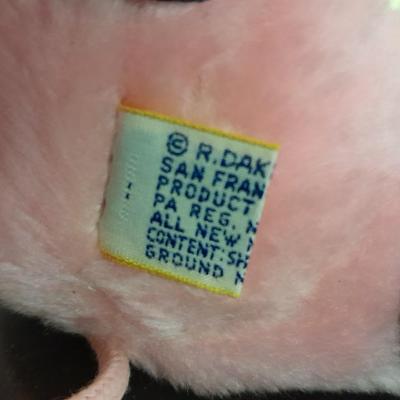 © R.DAK
SAN FRAN
PRODUCT
PA REG. N
ALL NEW
CONTENT: SH
GROUND N